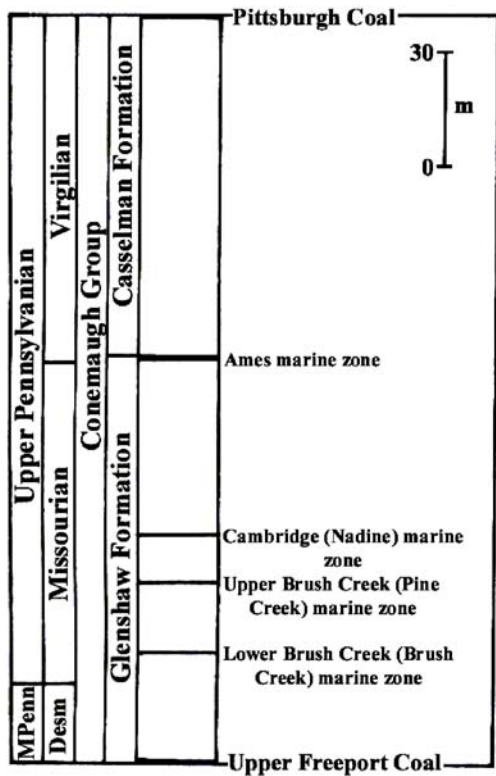 Pittsburgh Coal
30
m
0
Upper Pennsylvanian
MPenn
Virgilian
Missourian
Desm
Conemaugh Group
Casselman Formation
Glenshaw Formation
Ames marine zone
Cambridge (Nadine) marine
zone
Upper Brush Creek (Pine
Creek) marine zone
Lower Brush Creek (Brush
Creek) marine zone
Upper Freeport Coal